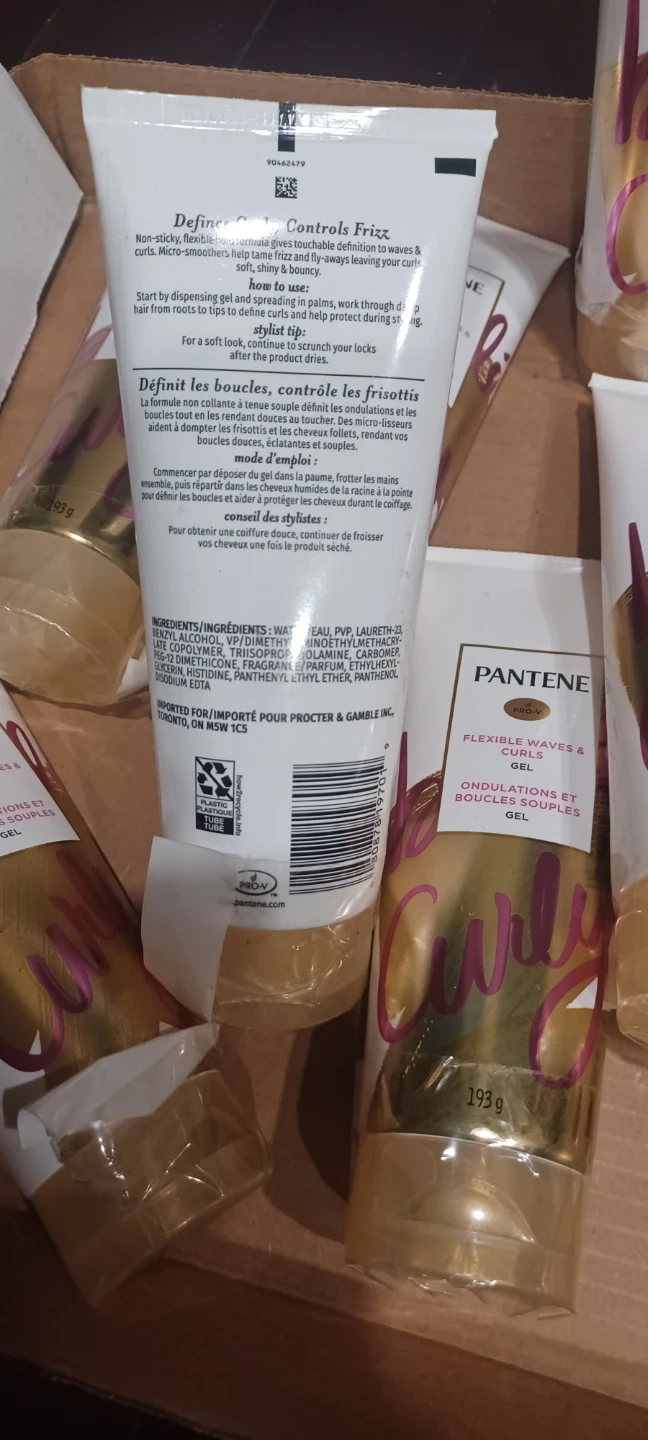 90462479
Controls Frizz
Non-sticky, flexible gives touchable definition to waves &
curls. Micro-smoothers help tame frizz and fly-aways leaving your curls
soft, shiny & bouncy.
how to use:
Start by dispensing gel and spreading in palms, work through
hair from roots to tips to define curls and help protect during
stylist tip:
For a soft look, continue to scrunch your locks
after the product dries.
Définit les boucles, contrôle les frisottis
La formule non collante à tenue souple définit les ondulations et les
boucles tout en les rendant douces au toucher. Des micro-lisseurs
aident à dompter les frisottis et les cheveux follets, rendant vos
boucles douces, éclatantes et souples.
mode d'emploi :
Commencer par déposer du gel dans la paume, frotter les mains
ensemble, puis répartir dans les cheveux humides de la racine à la pointe
pour définir les boucles et aider à protéger les cheveux durant le coiffage.
conseil des stylistes :
Pour obtenir une coiffure douce, continuer de froisser
vos cheveux une fois le produit séché.
INGREDIENTS/INGRÉDIENTS : EAU, PVP, LAURETH-23,
BENZYL ALCOHOL,
LATE COPOLYMER, CARBOMER,
PEG-12 DIMETHICONE, FRAGRANCE/PARFUM, ETHYLHEXYL-
GLYCERIN, HISTIDINE, PANTHENYL ETHYL ETHER, PANTHENOL,
DISODIUM EDTA
IMPORTED FOR/IMPORTÉ POUR PROCTER & GAMBLE INC.,
TORONTO, ON M5W 1C5
PLASTIC
PLASTIQUE
TUBE
TUBE
how2recycle.info
PRO-V
pantene.com
PANTENE
PRO-V
FLEXIBLE WAVES &
CURLS
GEL
ONDULATIONS ET
BOUCLES SOUPLES
GEL
Curly
193 g
193 g
NE
S &
IONS ET
S SOUPLES
GEL